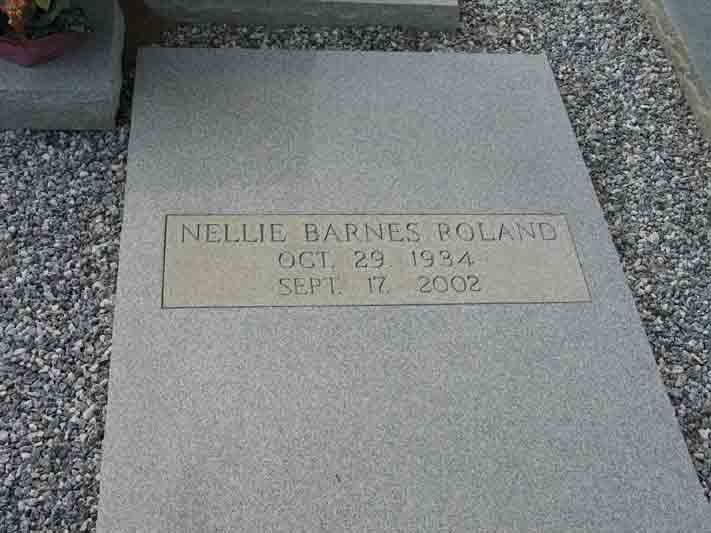 NELLIE BARNES ROLAND
OCT. 29 1934
SEPT. 17, 2002